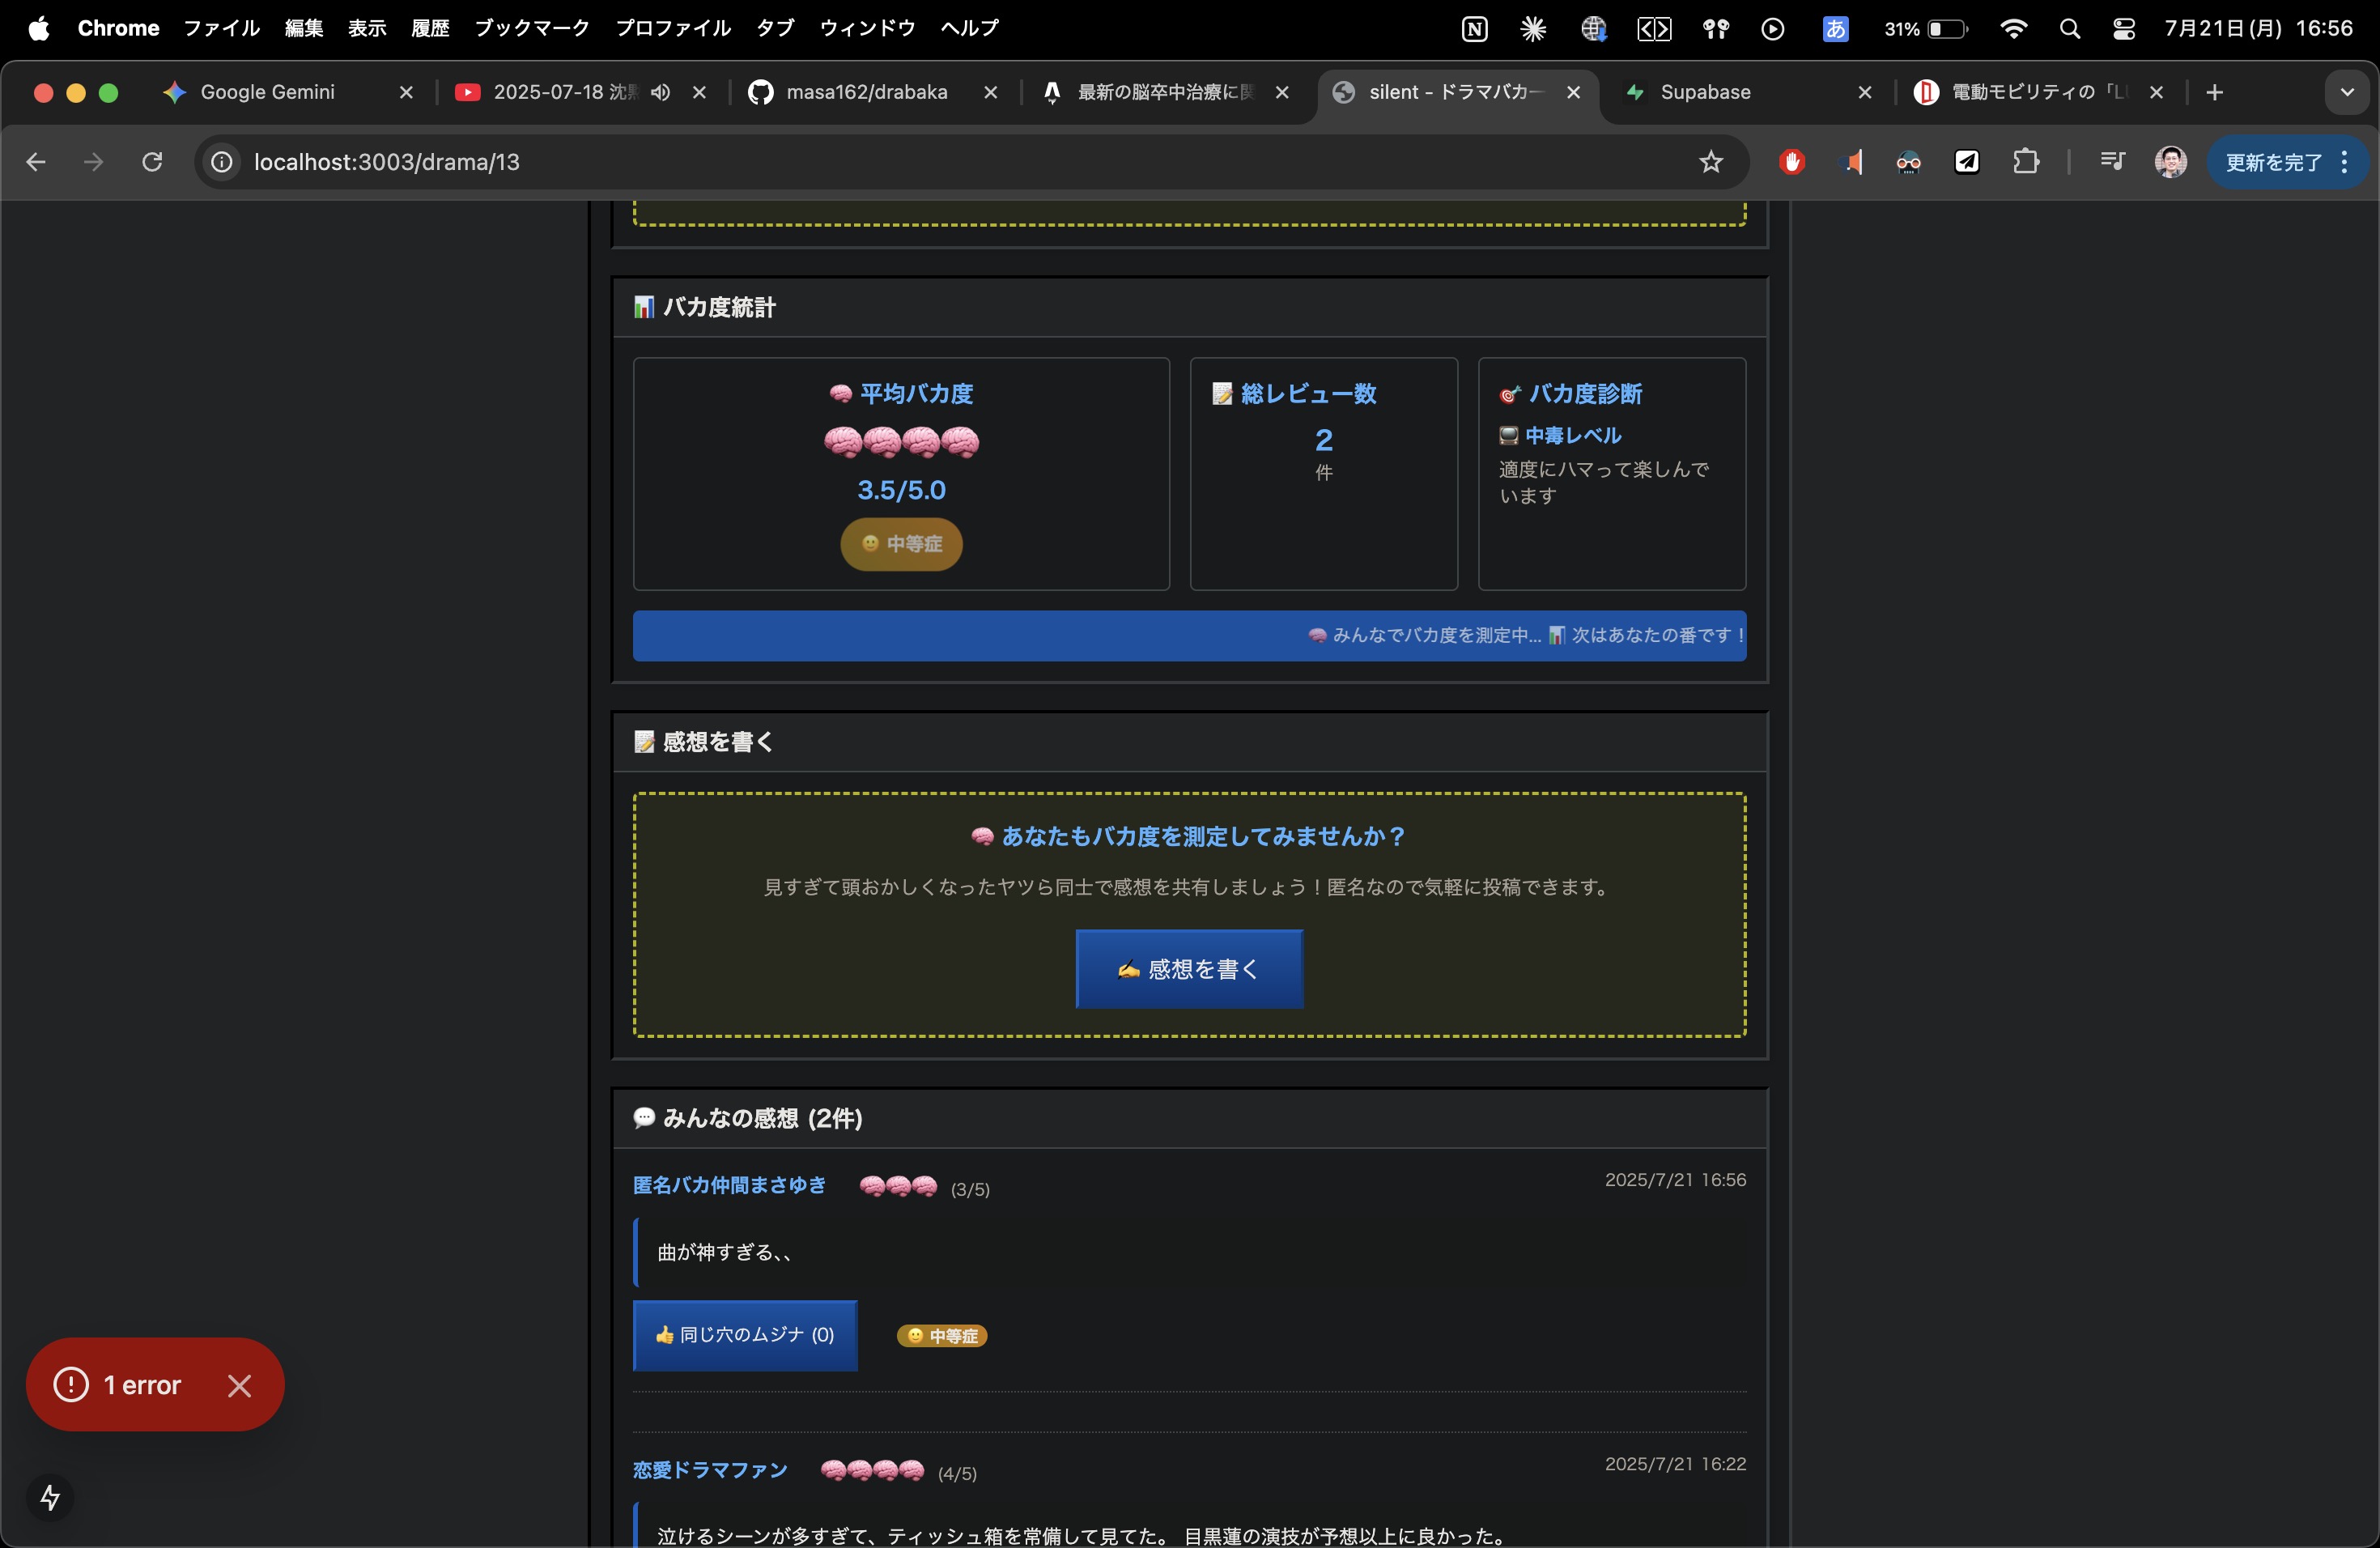 Chrome ファイル 編集 表示 履歴 ブックマーク プロファイル タブ ウィンドウ ヘルプ あ 31% 7月21日(月) 16:56
Google Gemini 2025-07-18 masa162/drabaka 最新の脳卒中治療に関 silent - ドラマバカー Supabase 電動モビリティの「L
localhost:3003/drama/13 更新を完了
📊 バカ度統計
🧠 平均バカ度
🧠🧠🧠🧠
3.5/5.0
🙂 中等症
📝 総レビュー数
2
件
🎯 バカ度診断
📺 中毒レベル
適度にハマって楽しんで
います
🧠 みんなでバカ度を測定中... 📊 次はあなたの番です！
📝 感想を書く
🧠 あなたもバカ度を測定してみませんか？
見すぎて頭おかしくなったヤツら同士で感想を共有しましょう！匿名なので気軽に投稿できます。
✍️ 感想を書く
💬 みんなの感想 (2件)
匿名バカ仲間まさゆき 🧠🧠🧠 (3/5) 2025/7/21 16:56
曲が神すぎる、、
👍 同じ穴のムジナ (0) 🙂 中等症
1 error
恋愛ドラマファン 🧠🧠🧠🧠 (4/5) 2025/7/21 16:22
泣けるシーンが多すぎて、ティッシュ箱を常備して見てた。 目黒蓮の演技が予想以上に良かった。